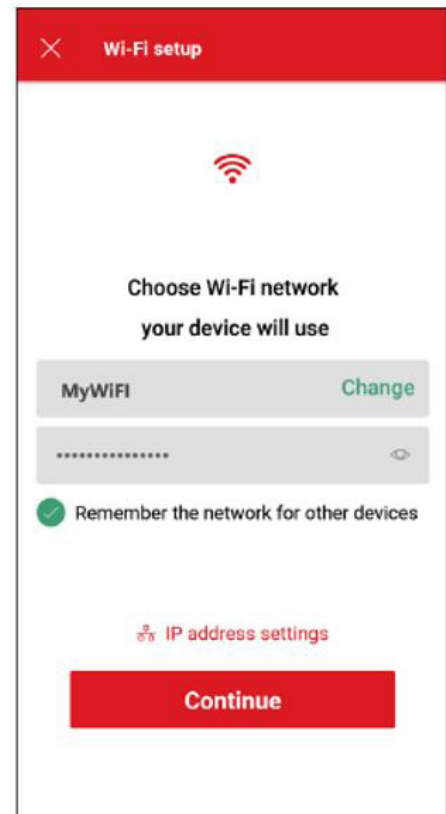 Wi-Fi setup
Choose Wi-Fi network
your device will use
MyWiFI
Change
•••••••••••••••
Remember the network for other devices
IP address settings
Continue